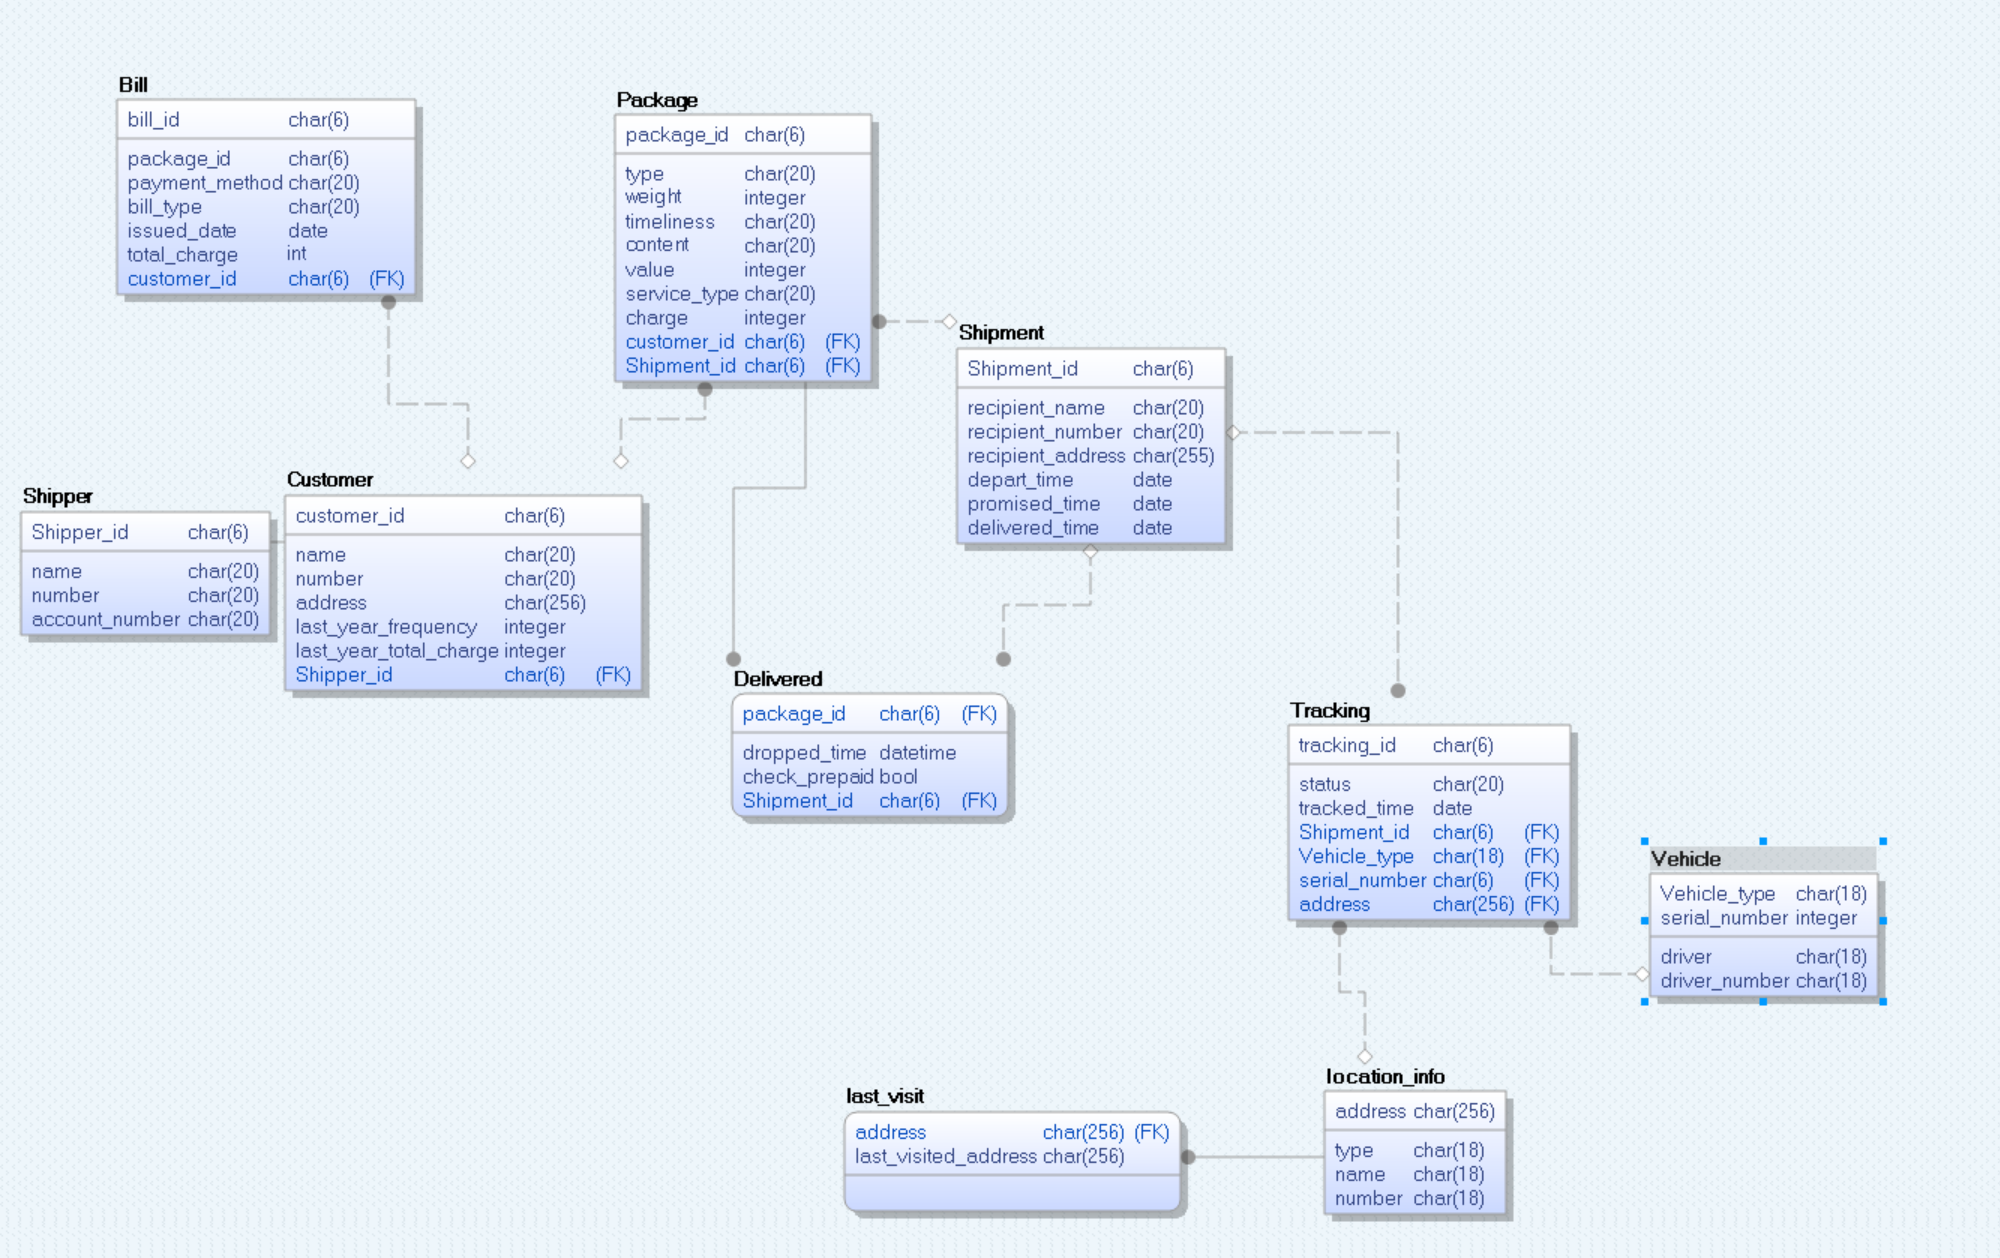 Bill
bill_id char(6)
package_id char(6)
payment_method char(20)
bill_type char(20)
issued_date date
total_charge int
customer_id char(6) (FK)
Package
package_id char(6)
type char(20)
weight integer
timeliness char(20)
content char(20)
value integer
service_type char(20)
charge integer
customer_id char(6) (FK)
Shipment_id char(6) (FK)
Shipment
Shipment_id char(6)
recipient_name char(20)
recipient_number char(20)
recipient_address char(255)
depart_time date
promised_time date
delivered_time date
Shipper
Shipper_id char(6)
name char(20)
number char(20)
account_number char(20)
Customer
customer_id char(6)
name char(20)
number char(20)
address char(256)
last_year_frequency integer
last_year_total_charge integer
Shipper_id char(6) (FK)
Delivered
package_id char(6) (FK)
dropped_time datetime
check_prepaid bool
Shipment_id char(6) (FK)
Tracking
tracking_id char(6)
status char(20)
tracked_time date
Shipment_id char(6) (FK)
Vehicle_type char(18) (FK)
serial_number char(6) (FK)
address char(256) (FK)
Vehicle
Vehicle_type char(18)
serial_number integer
driver char(18)
driver_number char(18)
last_visit
address char(256) (FK)
last_visited_address char(256)
location_info
address char(256)
type char(18)
name char(18)
number char(18)